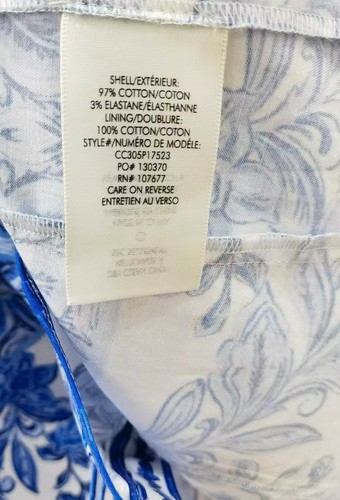 SHELL/EXTÉRIEUR:
97% COTTON/COTON
3% ELASTANE/ÉLASTHANNE
LINING/DOUBLURE:
100% COTTON/COTON
STYLE#/NUMÉRO DE MODÈLE:
CC305P17523
PO# 130370
RN# 107677
CARE ON REVERSE
ENTRETIEN AU VERSO